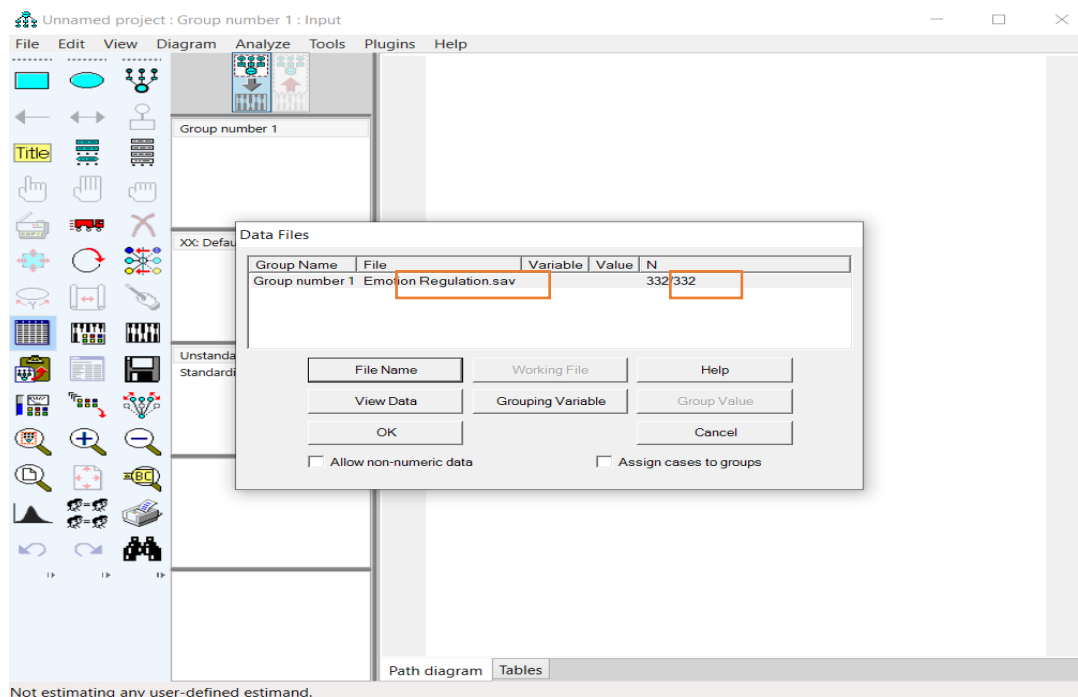 Unnamed project : Group number 1 : Input
File Edit View Diagram Analyze Tools Plugins Help
Title
Group number 1
XX: Defau
Unstanda
Standardi
Data Files
Group Name File Variable Value N
Group number 1 Emotion Regulation.sav 332/332
File Name Working File Help
View Data Grouping Variable Group Value
OK Cancel
Allow non-numeric data Assign cases to groups
Path diagram Tables
Not estimating any user-defined estimand.